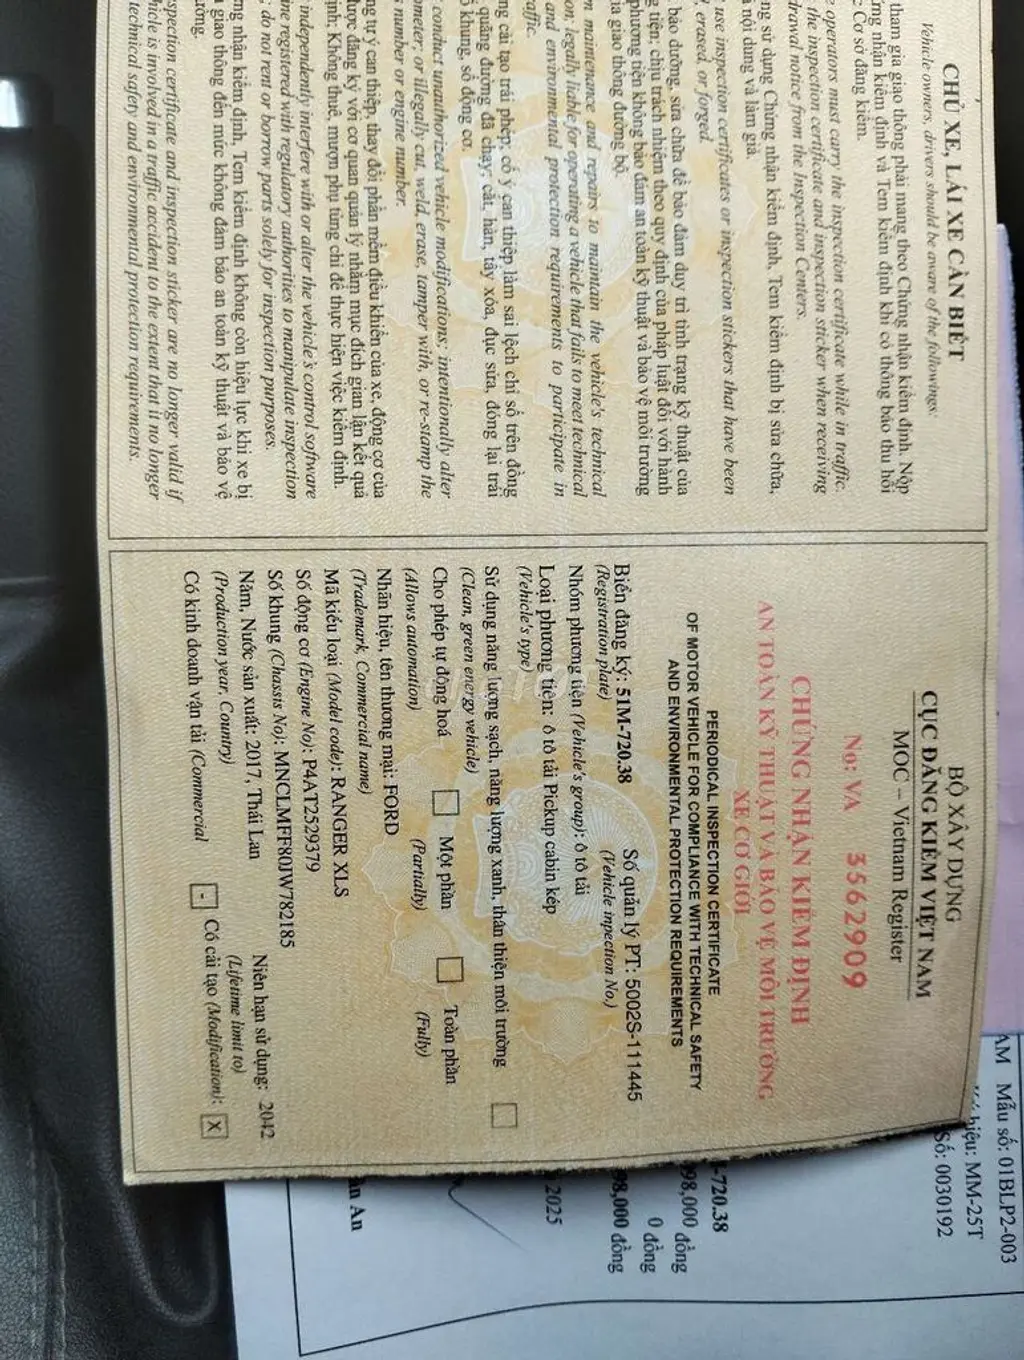 CHỦ XE, LÁI XE CẦN BIẾT
Vehicle owners, drivers should be aware of the followings:
tham gia giao thông phải mang theo Chứng nhận kiểm định. Nộp
ứng nhận kiểm định và Tem kiểm định khi có thông báo thu hồi
Cơ sở đăng kiểm.
e operators must carry the inspection certificate while in traffic.
the inspection certificate and inspection sticker when receiving
drawal notice from the Inspection Centers.
ng sử dụng Chứng nhận kiểm định, Tem kiểm định bị sửa chữa,
nội dung và làm giả.
use inspection certificates or inspection stickers that have been
, erased, or forged.
bảo dưỡng, sửa chữa để bảo đảm duy trì tình trạng kỹ thuật của
g tiện; chịu trách nhiệm theo quy định của pháp luật đối với hành
phương tiện không bảo đảm an toàn kỹ thuật và bảo vệ môi trường
ia giao thông đường bộ.
m maintenance and repairs to maintain the vehicle's technical
on; legally liable for operating a vehicle that fails to meet technical
and environmental protection requirements to participate in
affic.
ng cải tạo trái phép; cố ý can thiệp làm sai lệch chỉ số trên đồng
quãng đường đã chạy; cắt, hàn, tẩy xóa, đục sửa, đóng lại trái
ố khung, số động cơ.
conduct unauthorized vehicle modifications; intentionally alter
ometer; or illegally cut, weld, erase, tamper with, or re-stamp the
s number or engine number.
ng tự ý can thiệp, thay đổi phần mềm điều khiển của xe, động cơ của
được đăng ký với cơ quan quản lý nhằm mục đích gian lận kết quả
ịnh; Không thuê, mượn phụ tùng chỉ để thực hiện việc kiểm định.
independently interfere with or alter the vehicle's control software
ine registered with regulatory authorities to manipulate inspection
; do not rent or borrow parts solely for inspection purposes.
ng nhận kiểm định, Tem kiểm định không còn hiệu lực khi xe bị
giao thông đến mức không đảm bảo an toàn kỹ thuật và bảo vệ
ường.
spection certificate and inspection sticker are no longer valid if
hicle is involved in a traffic accident to the extent that it no longer
technical safety and environmental protection requirements.
BỘ XÂY DỰNG
CỤC ĐĂNG KIỂM VIỆT NAM
MOC – Vietnam Register
No: VA 3562909
CHỨNG NHẬN KIỂM ĐỊNH
AN TOÀN KỸ THUẬT VÀ BẢO VỆ MÔI TRƯỜNG
XE CƠ GIỚI
PERIODICAL INSPECTION CERTIFICATE
OF MOTOR VEHICLE FOR COMPLIANCE WITH TECHNICAL SAFETY
AND ENVIRONMENTAL PROTECTION REQUIREMENTS
Biển đăng ký: 51M-720.38 Số quản lý PT: 5002S-111445
(Registration plate) (Vehicle inpection No.)
Nhóm phương tiện (Vehicle's group): ô tô tải
Loại phương tiện: ô tô tải Pickup cabin kép
(Vehicle's type)
Sử dụng năng lượng sạch, năng lượng xanh, thân thiện môi trường
(Clean, green energy vehicle)
Cho phép tự động hoá Một phần Toàn phần
(Allows automation) (Partially) (Fully)
Nhãn hiệu, tên thương mại: FORD
(Trademark, Commercial name)
Mã kiểu loại (Model code): RANGER XLS
Số động cơ (Engine No): P4AT2529379
Số khung (Chassis No): MNCLMFF80JW782185
Năm, Nước sản xuất: 2017, Thái Lan Niên hạn sử dụng: 2042
(Production year, Country) (Lifetime limit to)
Có kinh doanh vận tải (Commercial - Có cải tạo (Modification): X
AM Mẫu số: 01BLP2-003
hiệu: MM-25T
Số: 0030192
-720.38
98,000 đồng
0 đồng
98,000 đồng
2025
An